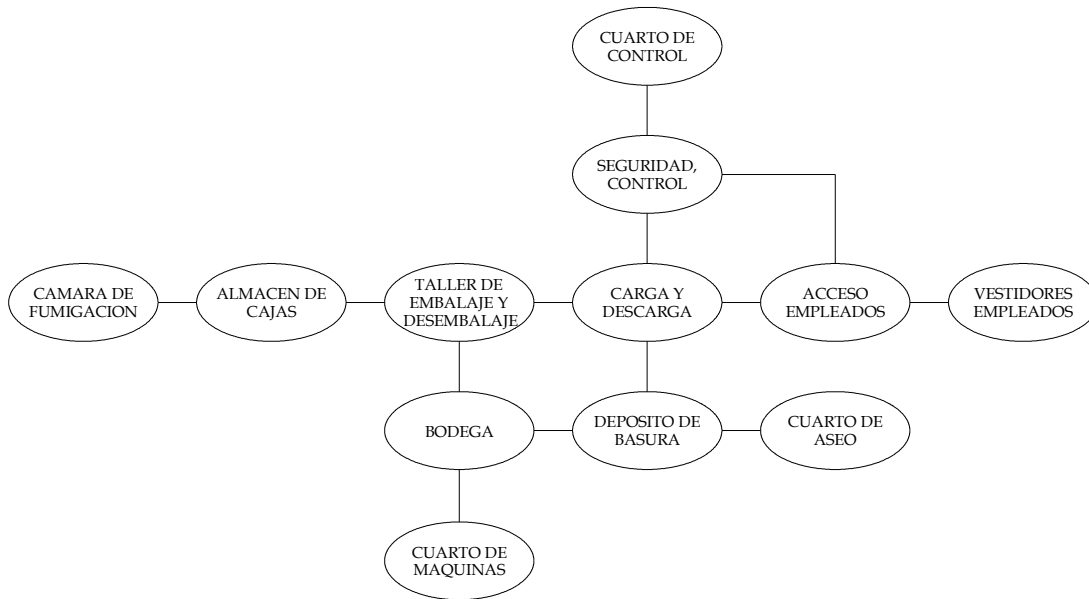 CUARTO DE
CONTROL
SEGURIDAD,
CONTROL
CAMARA DE
FUMIGACION
ALMACEN DE
CAJAS
TALLER DE
EMBALAJE Y
DESEMBALAJE
CARGA Y
DESCARGA
ACCESO
EMPLEADOS
VESTIDORES
EMPLEADOS
BODEGA
DEPOSITO DE
BASURA
CUARTO DE
ASEO
CUARTO DE
MAQUINAS